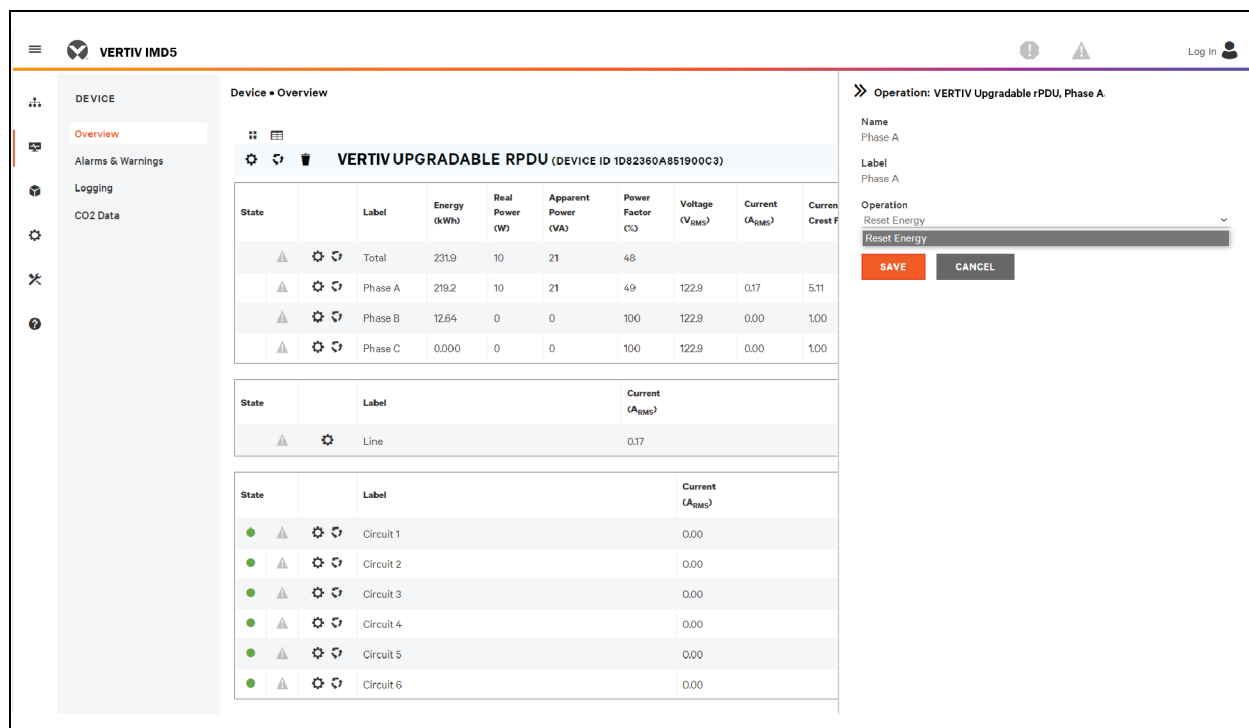 VERTIV IMD5
Log In
DEVICE
Overview
Alarms & Warnings
Logging
CO2 Data
Device • Overview
VERTIV UPGRADABLE RPDU (DEVICE ID 1D82360A851900C3)
State Label Energy (kWh) Real Power (W) Apparent Power (VA) Power Factor (%) Voltage (VRMS) Current (ARMS) Curren Crest F
Total 231.9 10 21 48
Phase A 219.2 10 21 49 122.9 0.17 5.11
Phase B 12.64 0 0 100 122.9 0.00 1.00
Phase C 0.000 0 0 100 122.9 0.00 1.00
State Label Current (ARMS)
Line 0.17
State Label Current (ARMS)
Circuit 1 0.00
Circuit 2 0.00
Circuit 3 0.00
Circuit 4 0.00
Circuit 5 0.00
Circuit 6 0.00
Operation: VERTIV Upgradable rPDU, Phase A
Name
Phase A
Label
Phase A
Operation
Reset Energy
Reset Energy
SAVE CANCEL